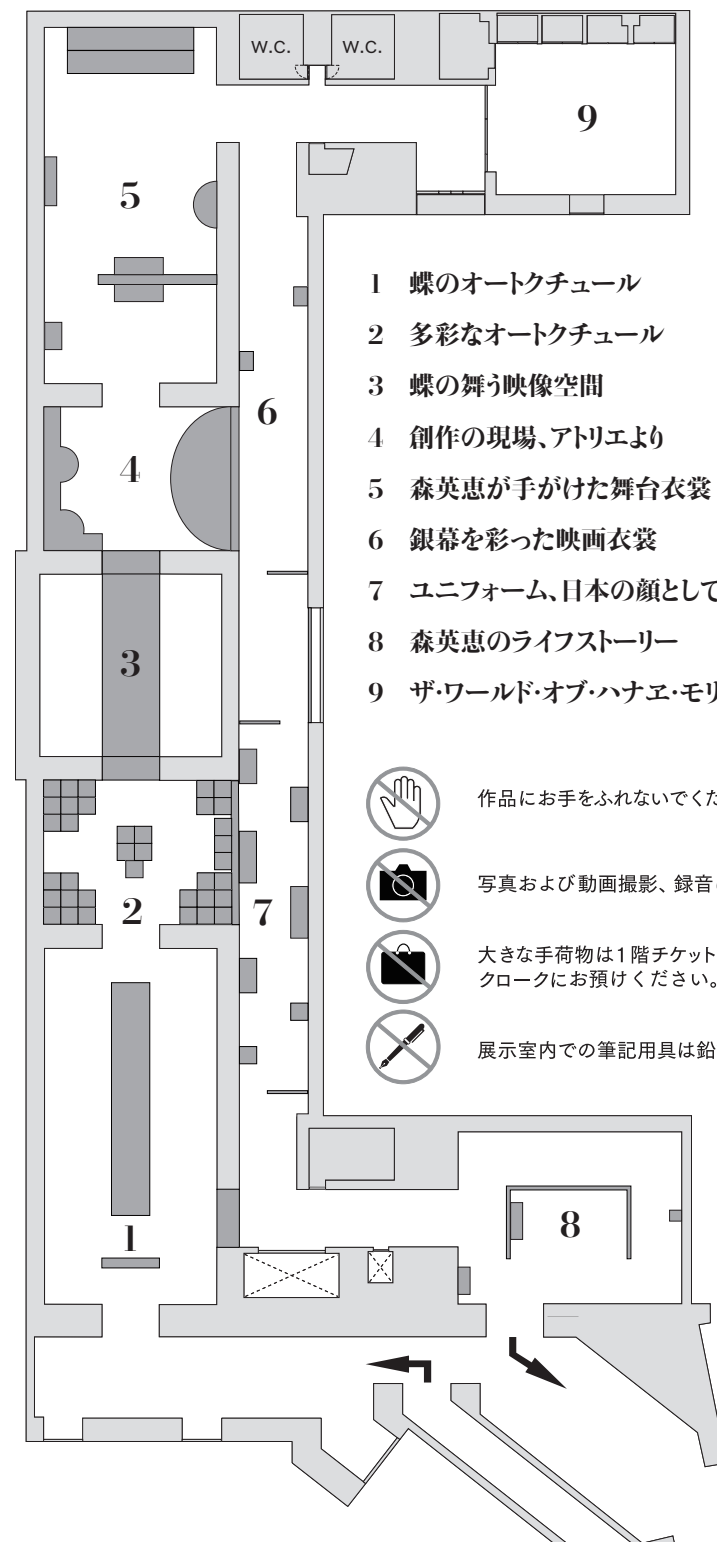 W.C.
W.C.
9
5
6
4
3
2
7
1
8
1 蝶のオートクチュール
2 多彩なオートクチュール
3 蝶の舞う映像空間
4 創作の現場、アトリエより
5 森英恵が手がけた舞台衣裳
6 銀幕を彩った映画衣裳
7 ユニフォーム、日本の顔として
8 森英恵のライフストーリー
9 ザ・ワールド・オブ・ハナヱ・モリ
作品にお手をふれないでくだ
写真および動画撮影、録音
大きな手荷物は1階チケット
クロークにお預けください。
展示室内での筆記用具は鉛